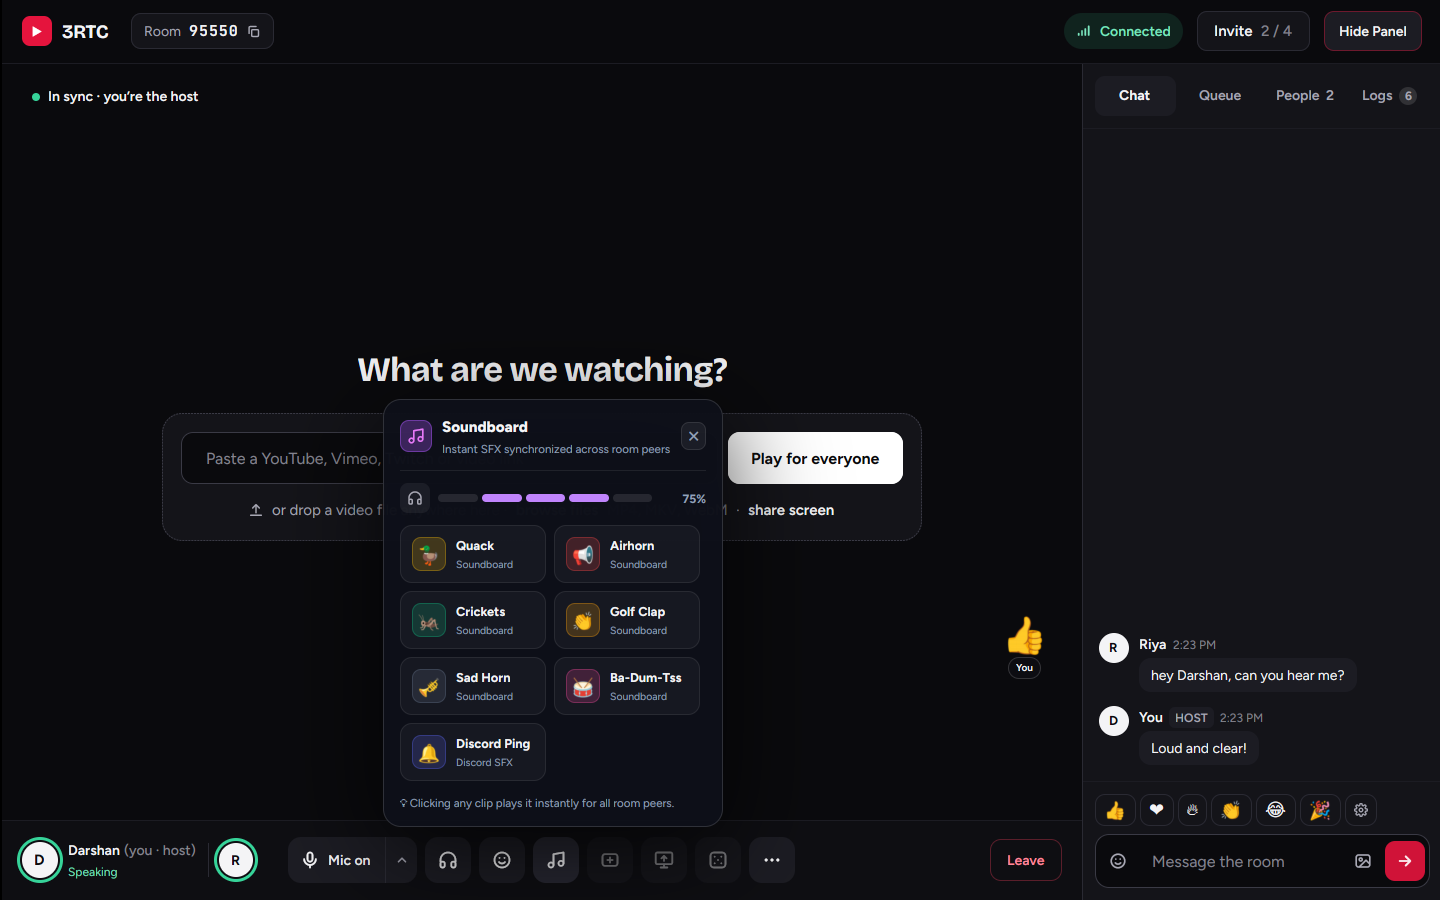 3RTC
Room 95550
Connected
Invite 2 / 4
Hide Panel
In sync · you're the host
Chat
Queue
People 2
Logs 6
What are we watching?
Paste a YouTube, Vimeo,
Play for everyone
or drop a video f
· share screen
Soundboard
Instant SFX synchronized across room peers
75%
Quack
Soundboard
Airhorn
Soundboard
Crickets
Soundboard
Golf Clap
Soundboard
Sad Horn
Soundboard
Ba-Dum-Tss
Soundboard
Discord Ping
Discord SFX
Clicking any clip plays it instantly for all room peers.
You
R
Riya 2:23 PM
hey Darshan, can you hear me?
D
You HOST 2:23 PM
Loud and clear!
D
Darshan (you · host)
Speaking
R
Mic on
Leave
Message the room